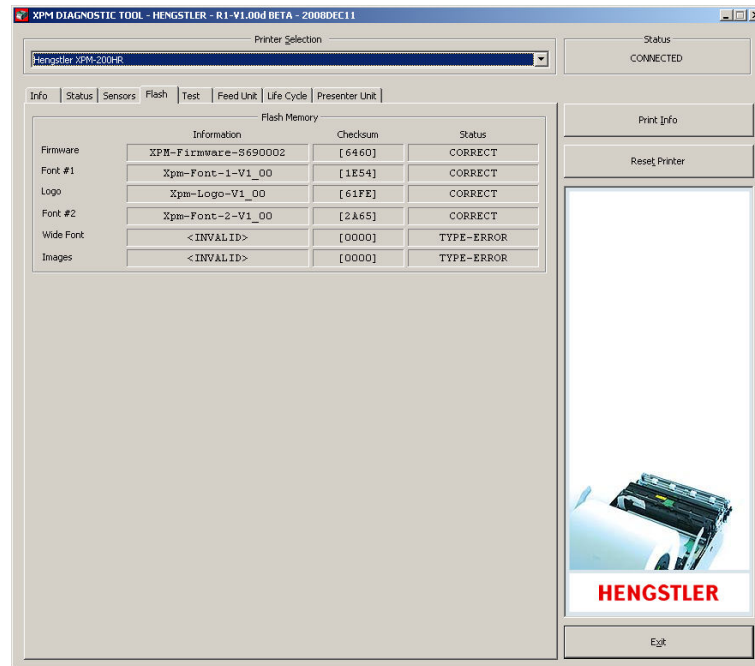 XPM DIAGNOSTIC TOOL - HENGSTLER - R1-V1.00d BETA - 2008DEC11
Printer Selection
Hengstler XPM-200HR
Status
CONNECTED
Info Status Sensors Flash Test Feed Unit Life Cycle Presenter Unit
Flash Memory
Information Checksum Status
Firmware XPM-Firmware-S690002 [6460] CORRECT
Font #1 Xpm-Font-1-V1_00 [1E54] CORRECT
Logo Xpm-Logo-V1_00 [61FE] CORRECT
Font #2 Xpm-Font-2-V1_00 [2A65] CORRECT
Wide Font <INVALID> [0000] TYPE-ERROR
Images <INVALID> [0000] TYPE-ERROR
Print Info
Reset Printer
HENGSTLER
Exit